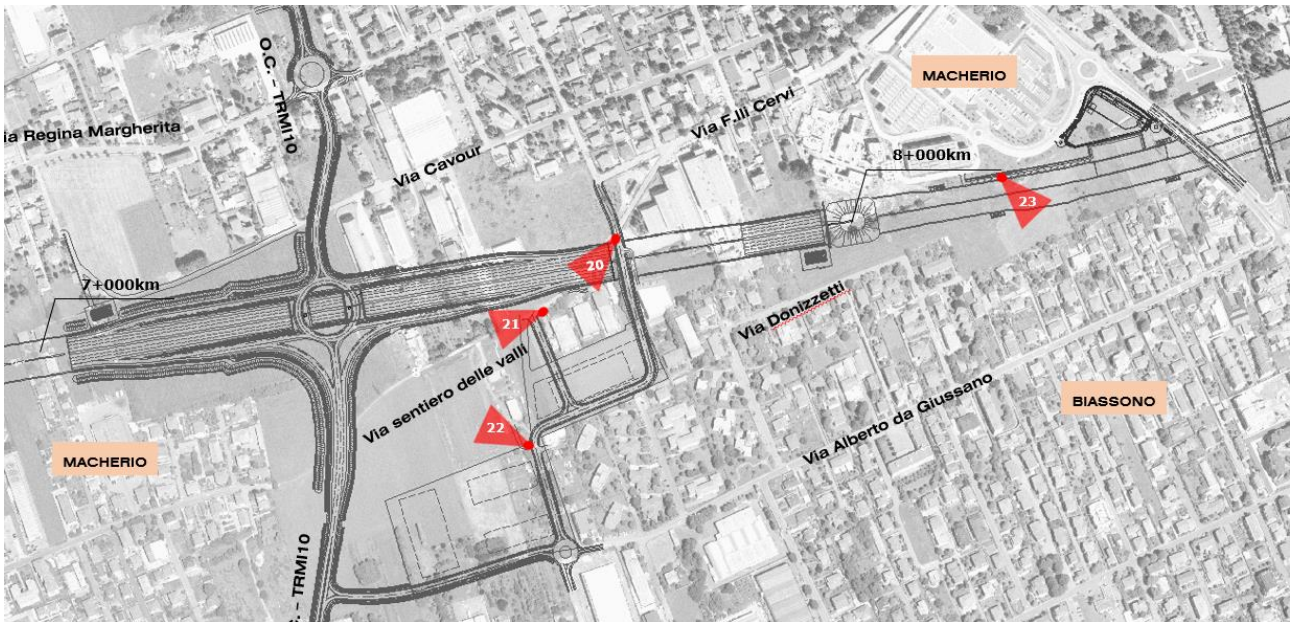 MACHERIO
O.C. - TRMI10
Via F.lli Cervi
ia Regina Margherita
Via Cavour
8+000km
23
20
7+000km
21
Via Donizzetti
Via sentiero delle valli
Via Alberto da Giussano
BIASSONO
22
MACHERIO
C. - TRMI10